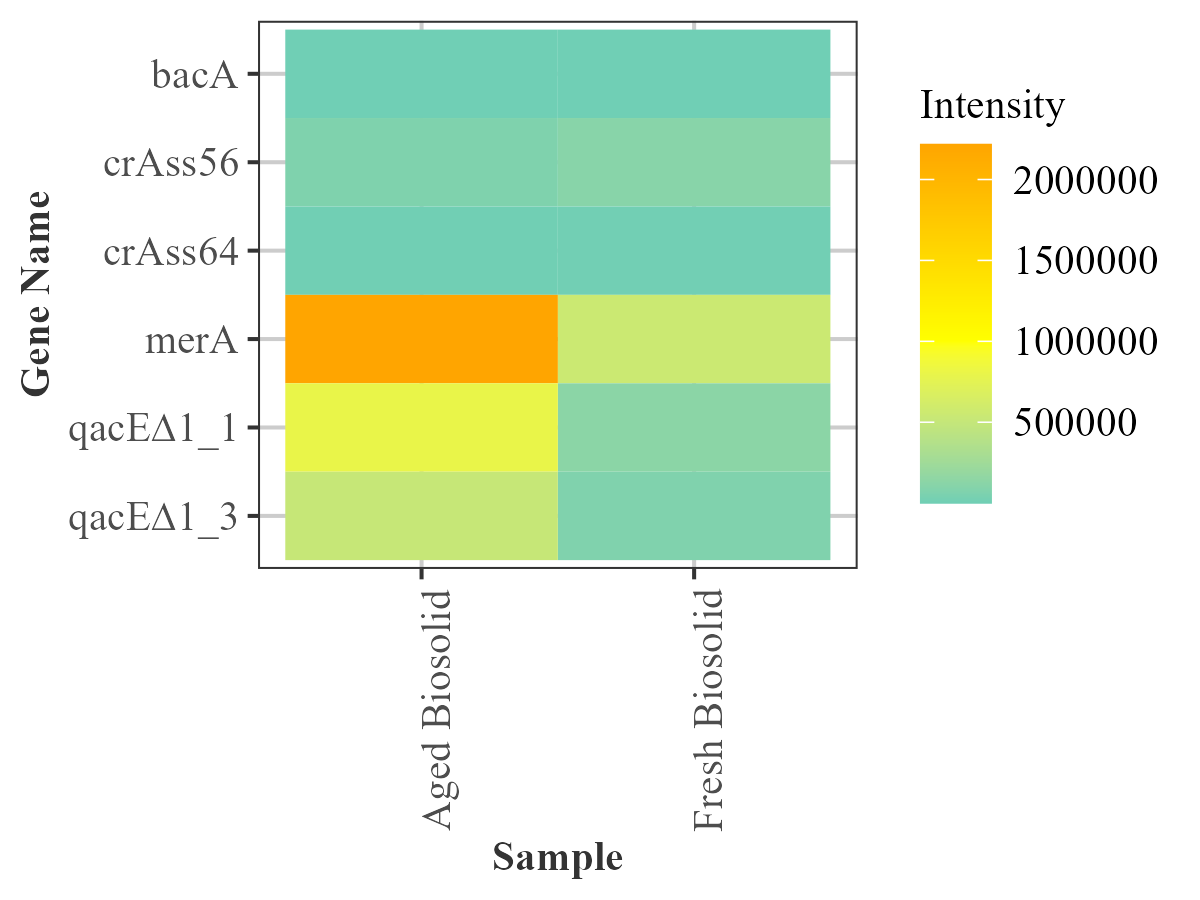 Gene Name
bacA
crAss56
crAss64
merA
qacEΔ1_1
qacEΔ1_3
Aged Biosolid
Fresh Biosolid
Sample
Intensity
2000000
1500000
1000000
500000